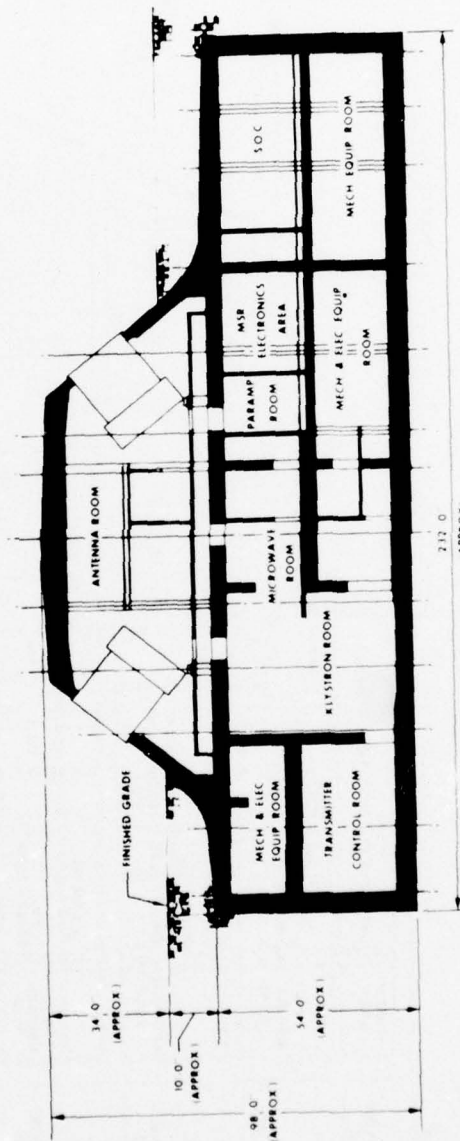 98' 0"
(APPROX)
34' 0"
(APPROX)
10' 0"
(APPROX)
54' 0"
(APPROX)
FINISHED GRADE
ANTENNA ROOM
MECH & ELEC
EQUIP ROOM
TRANSMITTER
CONTROL ROOM
KLYSTRON ROOM
MICROWAVE
ROOM
PARAMP
ROOM
MSR
ELECTRONICS
AREA
S.O.C
MECH & ELEC EQUIP
ROOM
MECH EQUIP ROOM
232' 0
APPROX